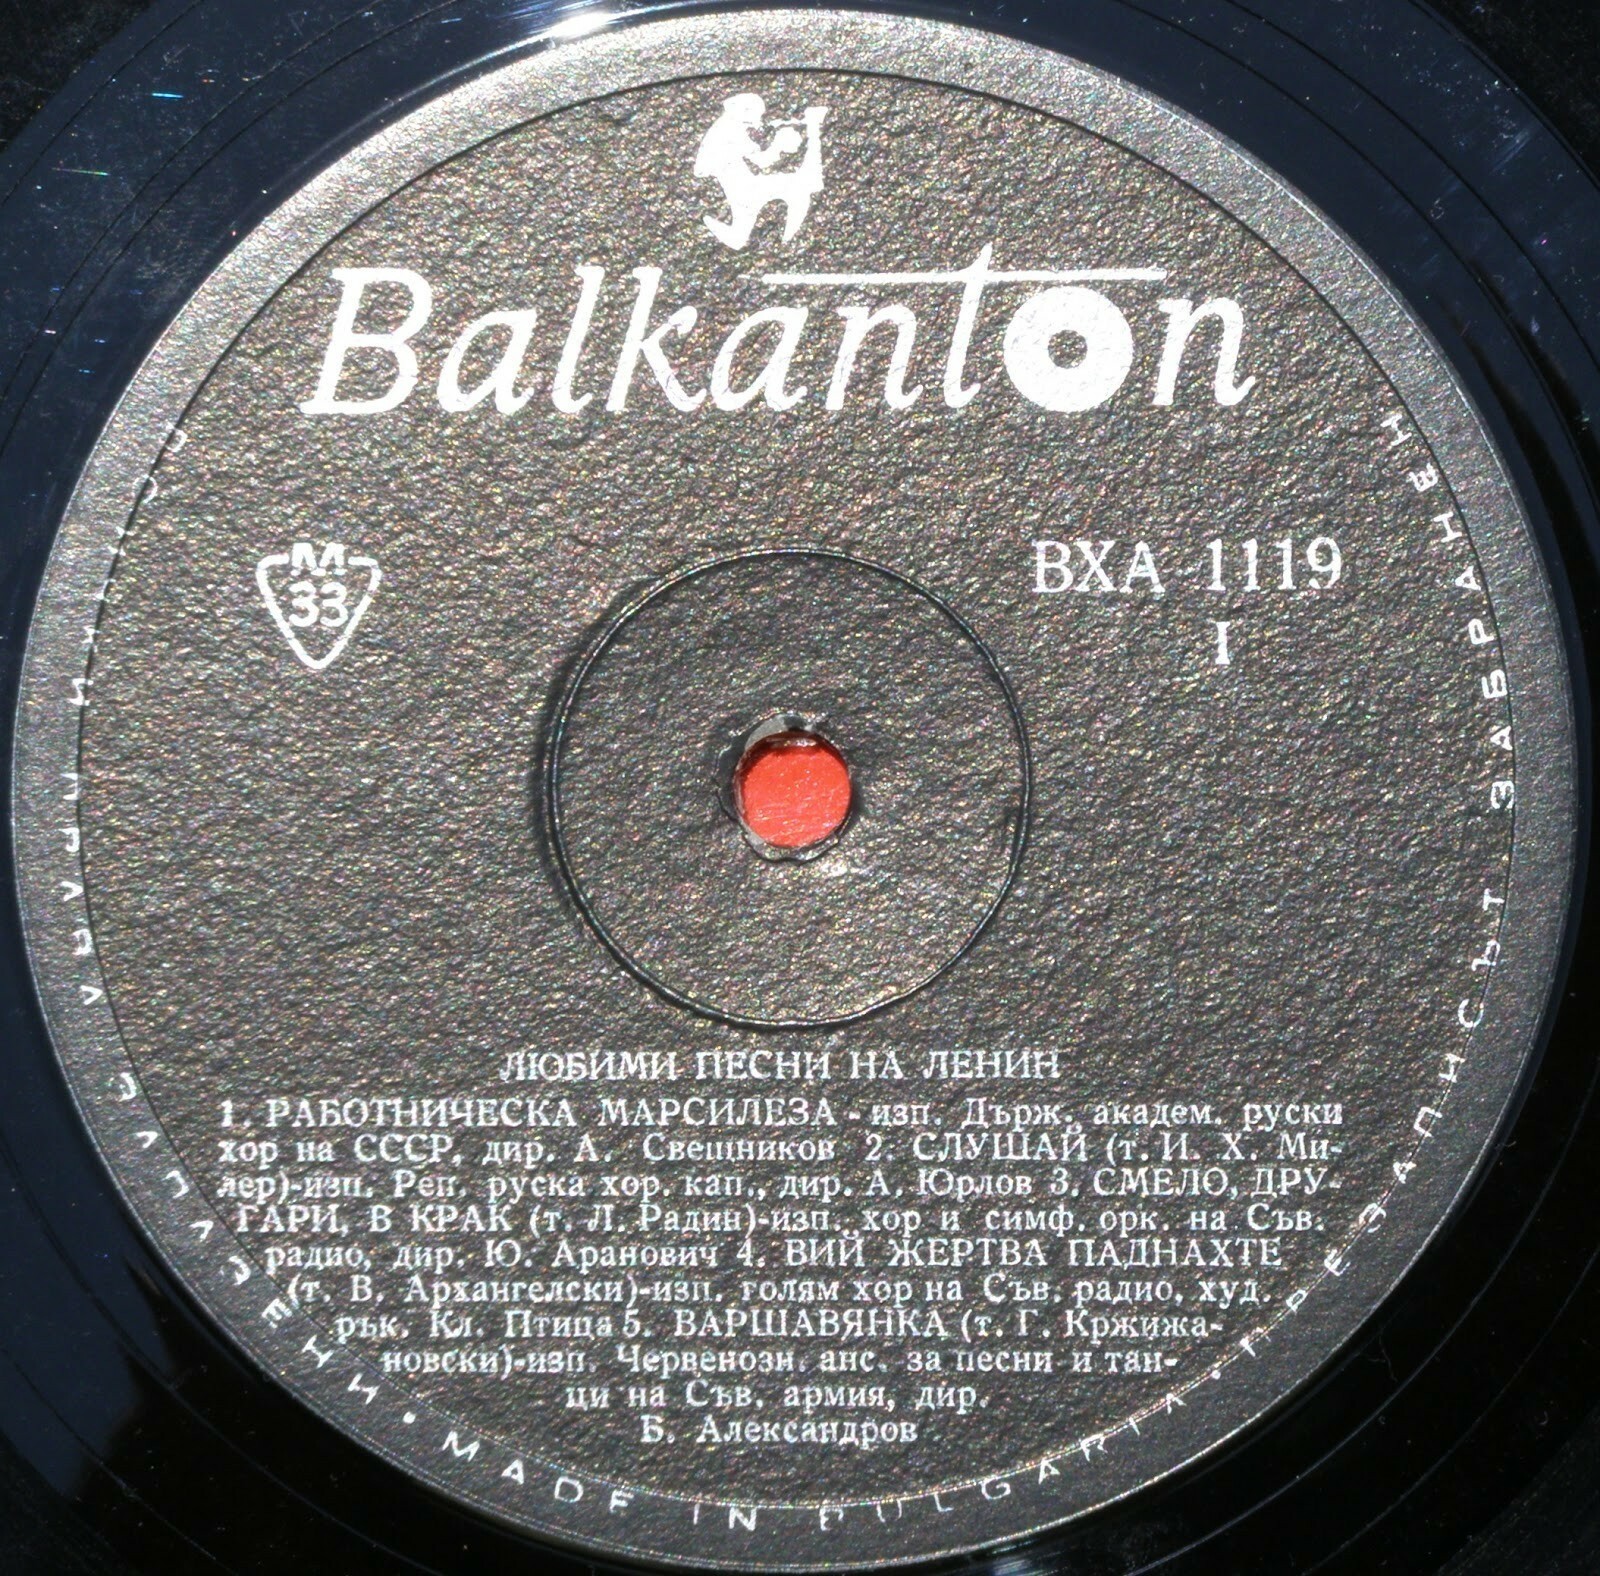 Balkanton
М
33
ВХА 1119
I
ЛЮБИМИ ПЕСНИ НА ЛЕНИН
1. РАБОТНИЧЕСКА МАРСИЛЕЗА - изп. Държ. академ. руски
хор на СССР, дир. А. Свешников 2. СЛУШАЙ (т. И. Х. Ми-
лер)-изп. Реп. руска хор. кап., дир. А. Юрлов 3. СМЕЛО, ДРУ-
ГАРИ, В КРАК (т. Л. Радин)-изп. хор и симф. орк. на Съв.
радио, дир. Ю. Аранович 4. ВИЙ ЖЕРТВА ПАДНАХТЕ
(т. В. Архангелски)-изп. голям хор на Съв. радио, худ.
рък. Кл. Птица 5. ВАРШАВЯНКА (т. Г. Кржижа-
новски)-изп. Червенозн. анс. за песни и тан-
ци на Съв. армия, дир.
Б. Александров
ЗАПАЗЕНИ • MADE IN BULGARIA • ПРЕЗАПИСЪТ ЗАБРАНЕН